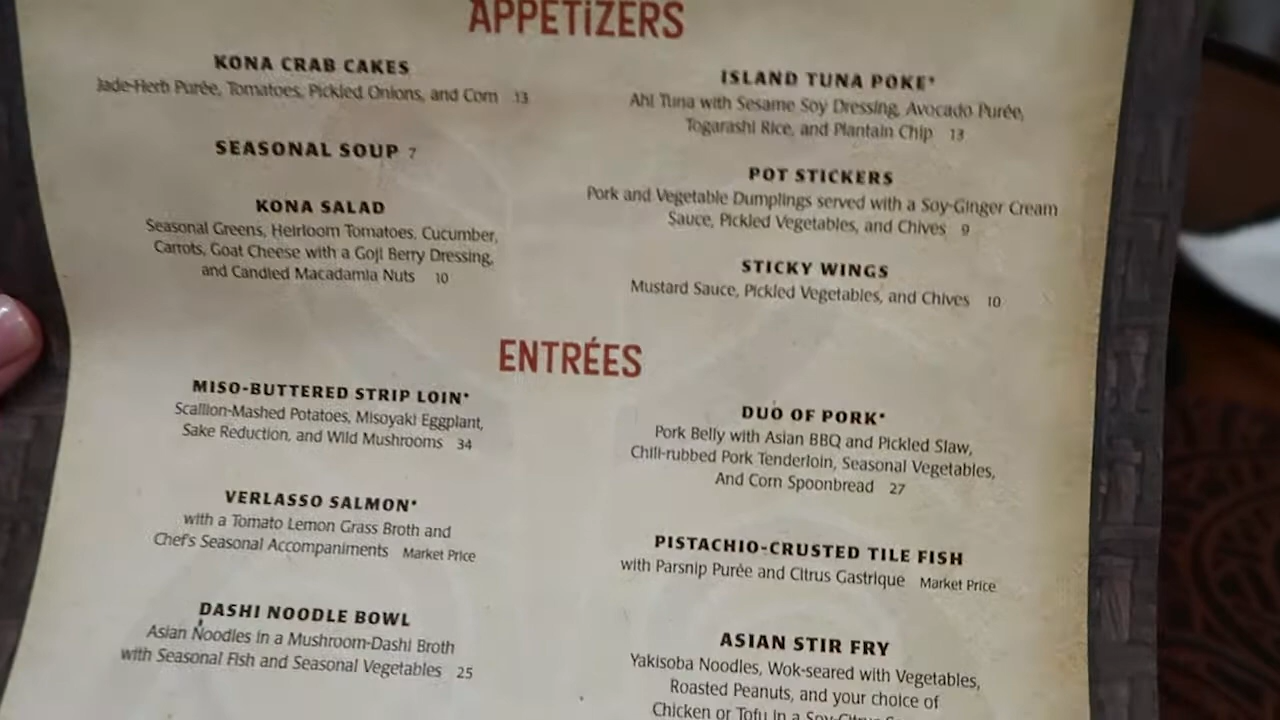 APPETiZERS
KONA CRAB CAKES
Jade-Herb Purée, Tomatoes, Pickled Onions, and Corn 13
SEASONAL SOUP 7
KONA SALAD
Seasonal Greens, Heirloom Tomatoes, Cucumber,
Carrots, Goat Cheese with a Goji Berry Dressing,
and Candied Macadamia Nuts 10
ISLAND TUNA POKE*
Ahi Tuna with Sesame Soy Dressing, Avocado Purée,
Togarashi Rice, and Plantain Chip 13
POT STICKERS
Pork and Vegetable Dumplings served with a Soy-Ginger Cream
Sauce, Pickled Vegetables, and Chives 9
STICKY WINGS
Mustard Sauce, Pickled Vegetables, and Chives 10
ENTRÉES
MISO-BUTTERED STRIP LOIN*
Scallion-Mashed Potatoes, Misoyaki Eggplant,
Sake Reduction, and Wild Mushrooms 34
VERLASSO SALMON*
with a Tomato Lemon Grass Broth and
Chef's Seasonal Accompaniments Market Price
DASHI NOODLE BOWL
Asian Noodles in a Mushroom-Dashi Broth
with Seasonal Fish and Seasonal Vegetables 25
DUO OF PORK*
Pork Belly with Asian BBQ and Pickled Slaw,
Chili-rubbed Pork Tenderloin, Seasonal Vegetables,
And Corn Spoonbread 27
PISTACHIO-CRUSTED TILE FISH
with Parsnip Purée and Citrus Gastrique Market Price
ASIAN STIR FRY
Yakisoba Noodles, Wok-seared with Vegetables,
Roasted Peanuts, and your choice of
Chicken or Tofu in a Soy-Citrus